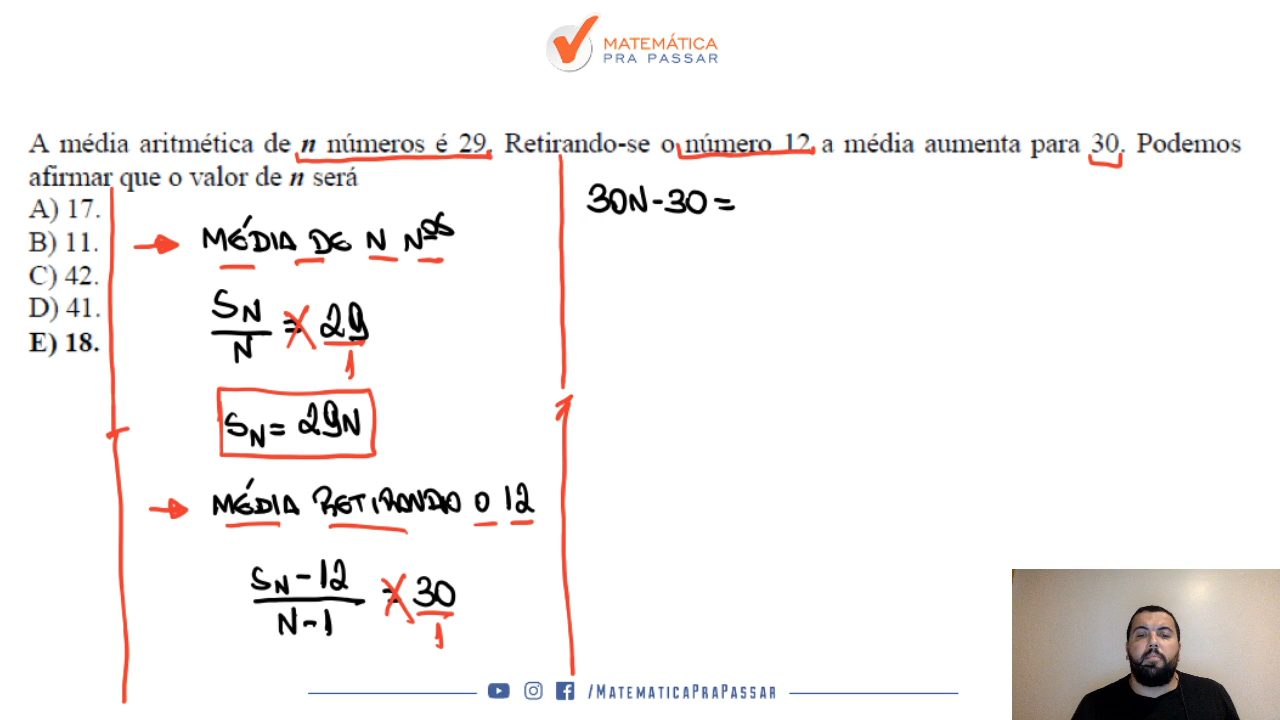 MATEMÁTICA
PRA PASSAR
A média aritmética de n números é 29. Retirando-se o número 12 a média aumenta para 30. Podemos
afirmar que o valor de n será
A) 17.
B) 11.
C) 42.
D) 41.
E) 18.
MÉDIA DE N NOS
SN
N
= 29
1
SN = 29N
MÉDIA RETIRANDO O 12
SN - 12
N - 1
= 30
1
30N - 30 =
/MATEMATICAPRAPASSAR